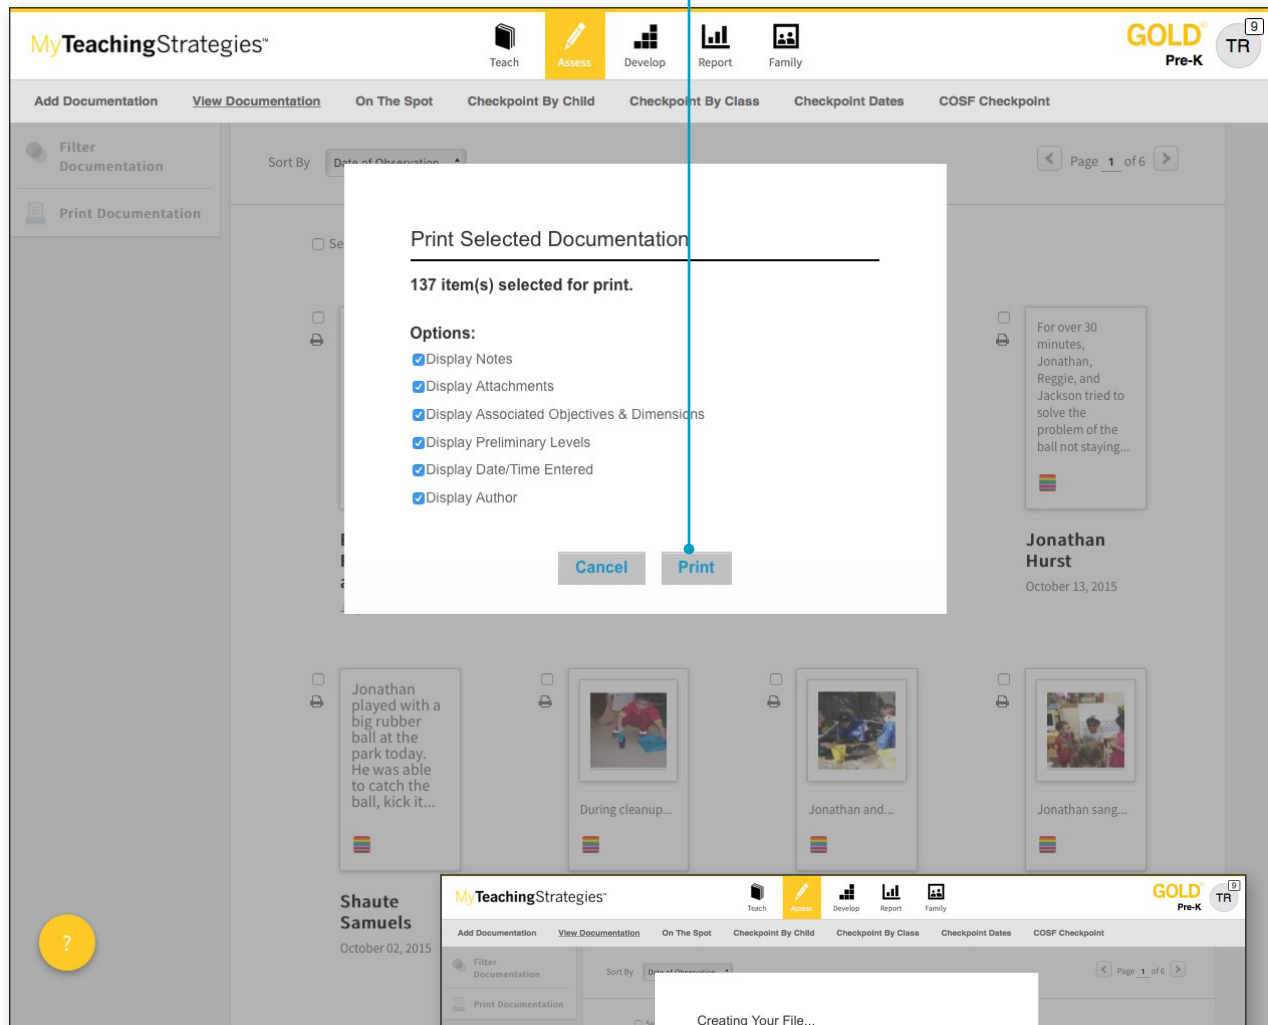 MyTeachingStrategies™
Teach
Assess
Develop
Report
Family
GOLD®
Pre-K
TR
9
Add Documentation
View Documentation
On The Spot
Checkpoint By Child
Checkpoint By Class
Checkpoint Dates
COSF Checkpoint
Filter
Documentation
Print Documentation
Sort By
Date of Observation
Page 1 of 6
Print Selected Documentation
137 item(s) selected for print.
Options:
Display Notes
Display Attachments
Display Associated Objectives & Dimensions
Display Preliminary Levels
Display Date/Time Entered
Display Author
Cancel
Print
For over 30
minutes,
Jonathan,
Reggie, and
Jackson tried to
solve the
problem of the
ball not staying...
Jonathan
Hurst
October 13, 2015
Jonathan
played with a
big rubber
ball at the
park today.
He was able
to catch the
ball, kick it...
Shaute
Samuels
October 02, 2015
During cleanup...
Jonathan and...
Jonathan sang...
?
MyTeachingStrategies™
Teach
Assess
Develop
Report
Family
GOLD®
Pre-K
TR
9
Add Documentation
View Documentation
On The Spot
Checkpoint By Child
Checkpoint By Class
Checkpoint Dates
COSF Checkpoint
Filter
Documentation
Print Documentation
Sort By
Date of Observation
Page 1 of 6
Creating Your File...